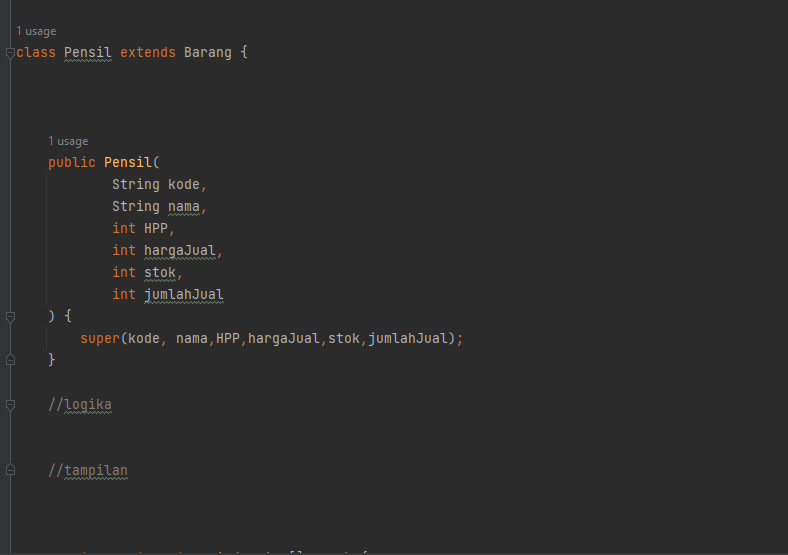 1 usage
class Pensil extends Barang {
1 usage
public Pensil(
String kode,
String nama,
int HPP,
int hargaJual,
int stok,
int jumlahJual
) {
super(kode, nama,HPP,hargaJual,stok,jumlahJual);
}
//logika
//tampilan